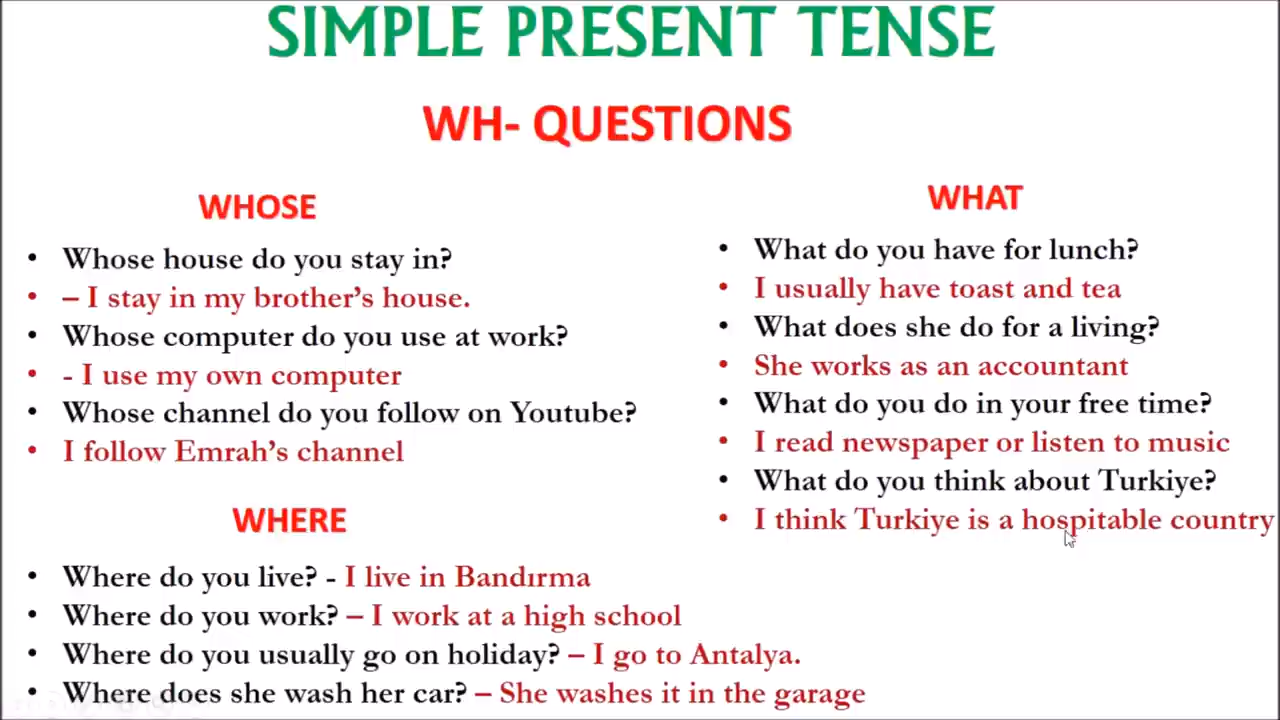 SIMPLE PRESENT TENSE
WH- QUESTIONS
WHOSE
• Whose house do you stay in?
• – I stay in my brother’s house.
• Whose computer do you use at work?
• - I use my own computer
• Whose channel do you follow on Youtube?
• I follow Emrah’s channel
WHERE
• Where do you live? - I live in Bandırma
• Where do you work? – I work at a high school
• Where do you usually go on holiday? – I go to Antalya.
• Where does she wash her car? – She washes it in the garage
WHAT
• What do you have for lunch?
• I usually have toast and tea
• What does she do for a living?
• She works as an accountant
• What do you do in your free time?
• I read newspaper or listen to music
• What do you think about Turkiye?
• I think Turkiye is a hospitable country